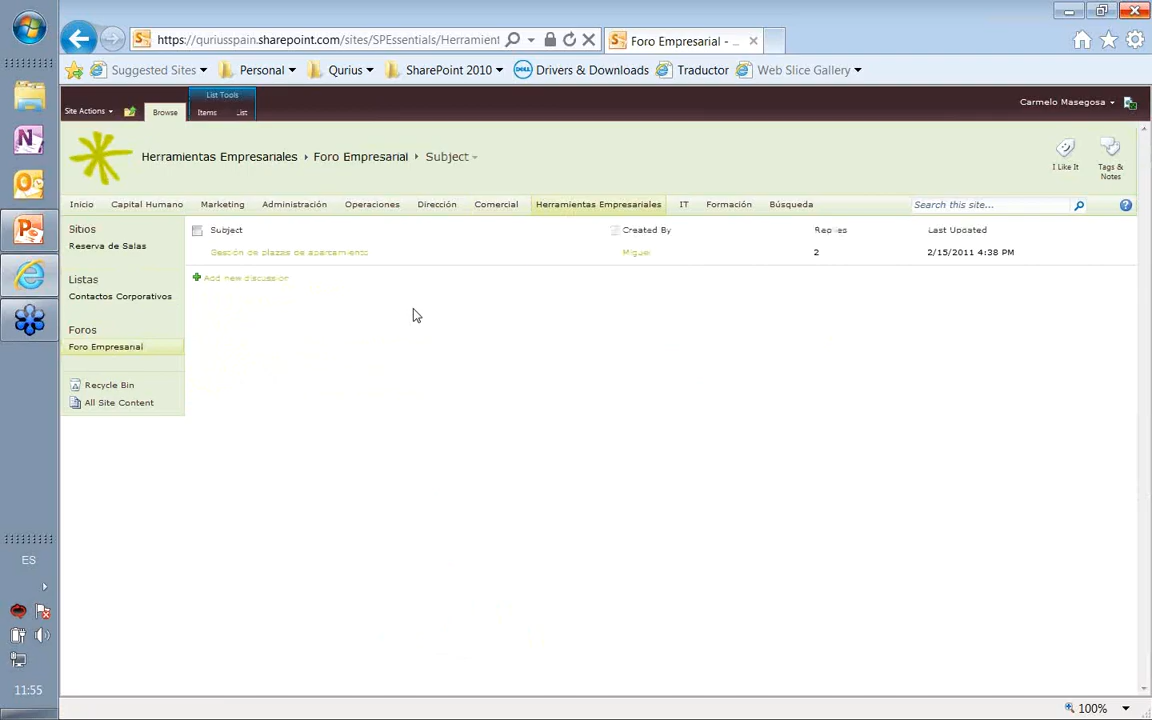 https://quriusspain.sharepoint.com/sites/SPEssentials/Herramient
Foro Empresarial - ...
Suggested Sites
Personal
Qurius
SharePoint 2010
Drivers & Downloads
Traductor
Web Slice Gallery
List Tools
Site Actions
Browse
Items
List
Carmelo Masegosa
Herramientas Empresariales
Foro Empresarial
Subject
I Like It
Tags & Notes
Inicio
Capital Humano
Marketing
Administración
Operaciones
Dirección
Comercial
Herramientas Empresariales
IT
Formación
Búsqueda
Search this site...
Sitios
Reserva de Salas
Listas
Contactos Corporativos
Foros
Foro Empresarial
Recycle Bin
All Site Content
Subject
Created By
Replies
Last Updated
Gestión de plazas de aparcamiento
Miguel
2
2/15/2011 4:38 PM
Add new discussion
ES
11:55
100%